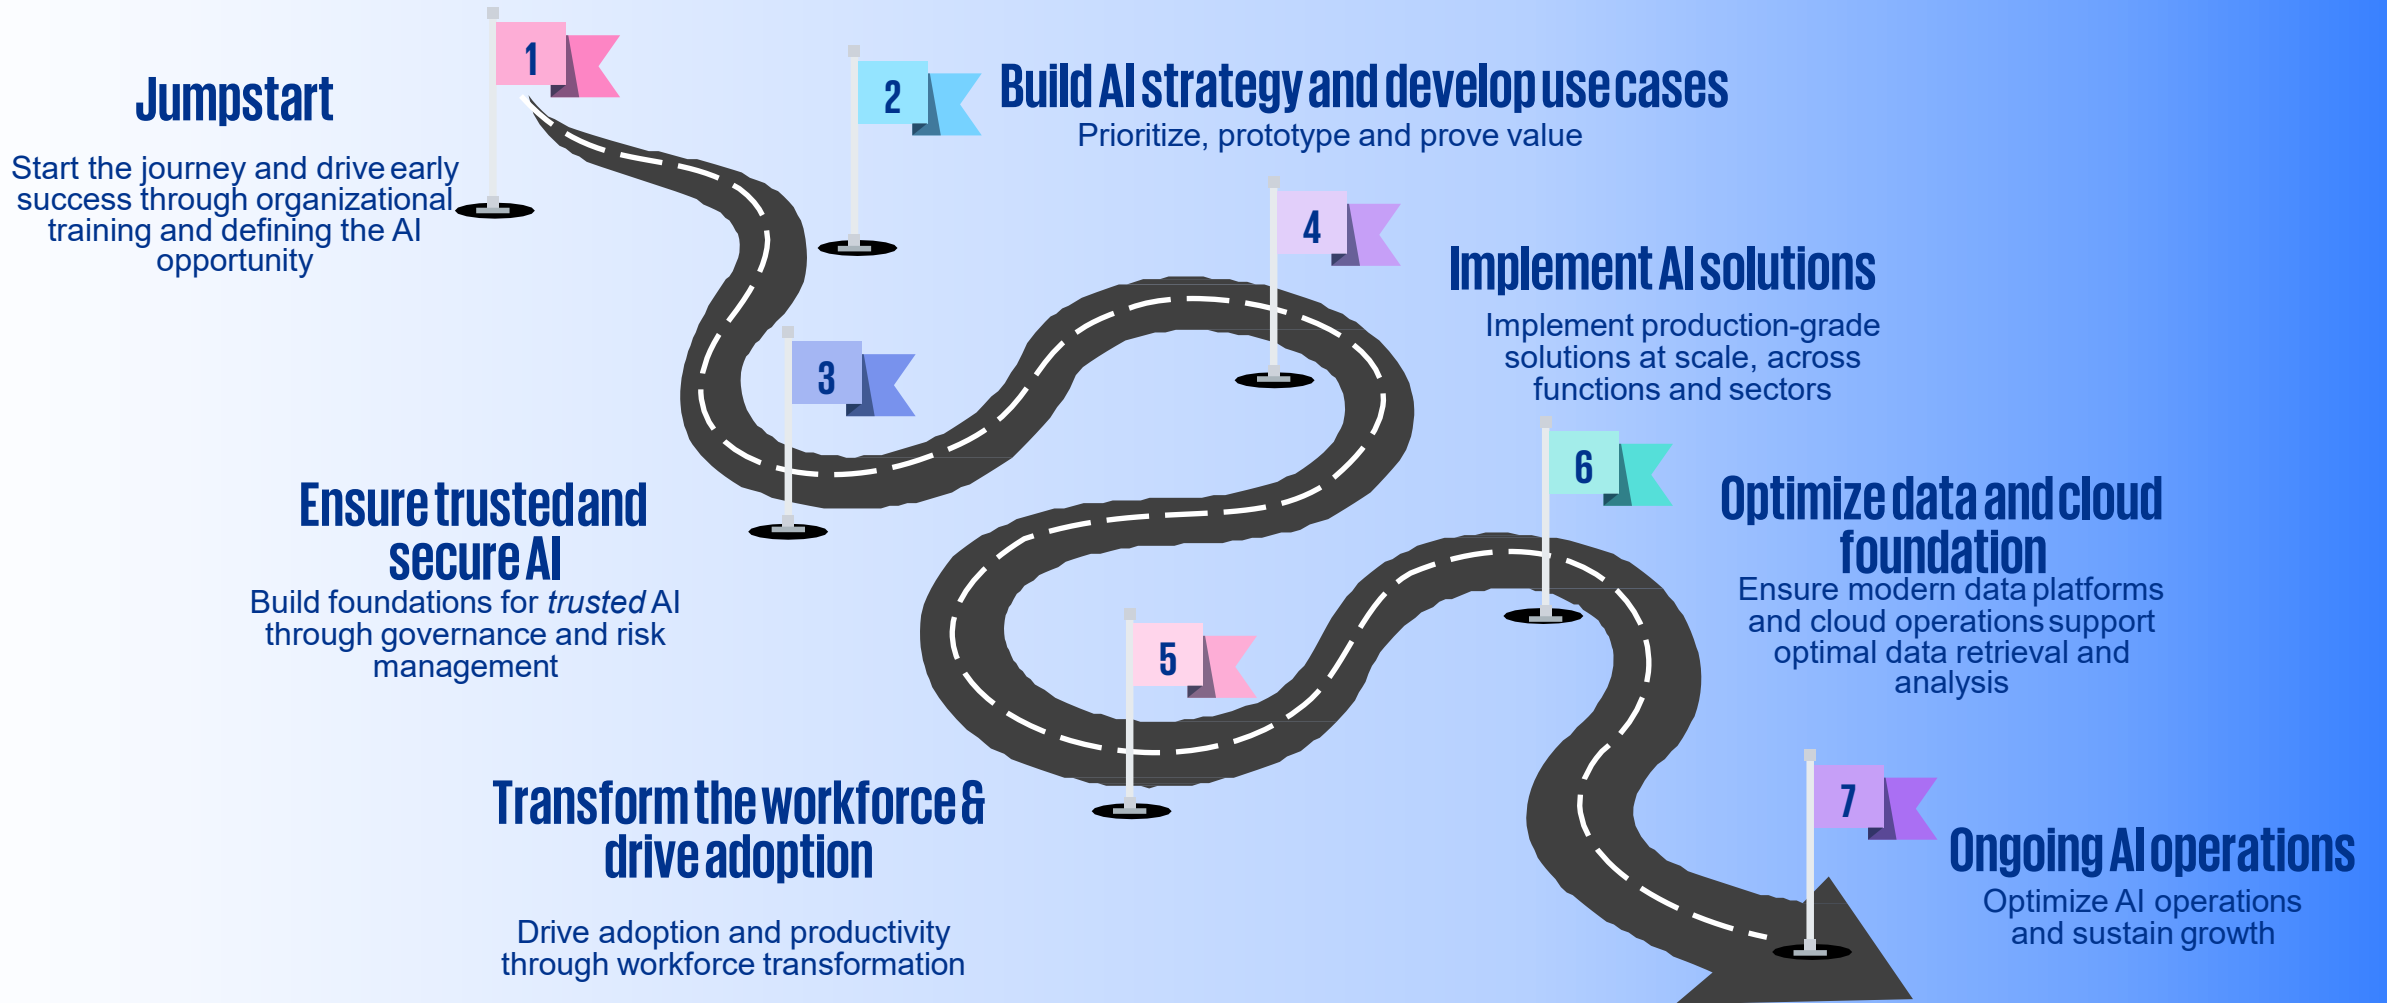 1
Jumpstart
Start the journey and drive early
success through organizational
training and defining the AI
opportunity
2
Build AI strategy and develop use cases
Prioritize, prototype and prove value
3
Ensure trusted and
secure AI
Build foundations for trusted AI
through governance and risk
management
4
Implement AI solutions
Implement production-grade
solutions at scale, across
functions and sectors
5
Transform the workforce &
drive adoption
Drive adoption and productivity
through workforce transformation
6
Optimize data and cloud
foundation
Ensure modern data platforms
and cloud operations support
optimal data retrieval and
analysis
7
Ongoing AI operations
Optimize AI operations
and sustain growth